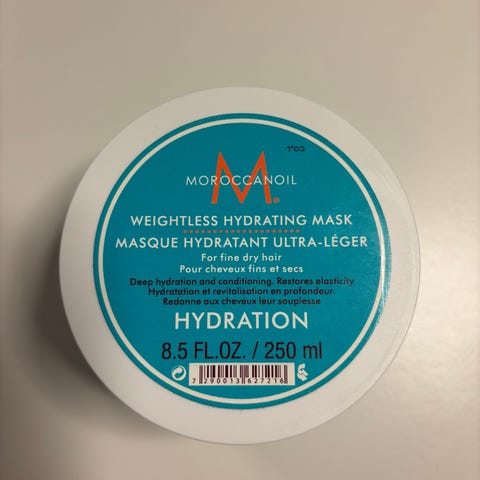 בס"ד
M
MOROCCANOIL
WEIGHTLESS HYDRATING MASK
MASQUE HYDRATANT ULTRA-LÉGER
For fine dry hair
Pour cheveux fins et secs
Deep hydration and conditioning. Restores elasticity
Hydratation et revitalisation en profondeur.
Redonne aux cheveux leur souplesse
HYDRATION
8.5 FL.OZ. / 250 ml
7 290013 627216